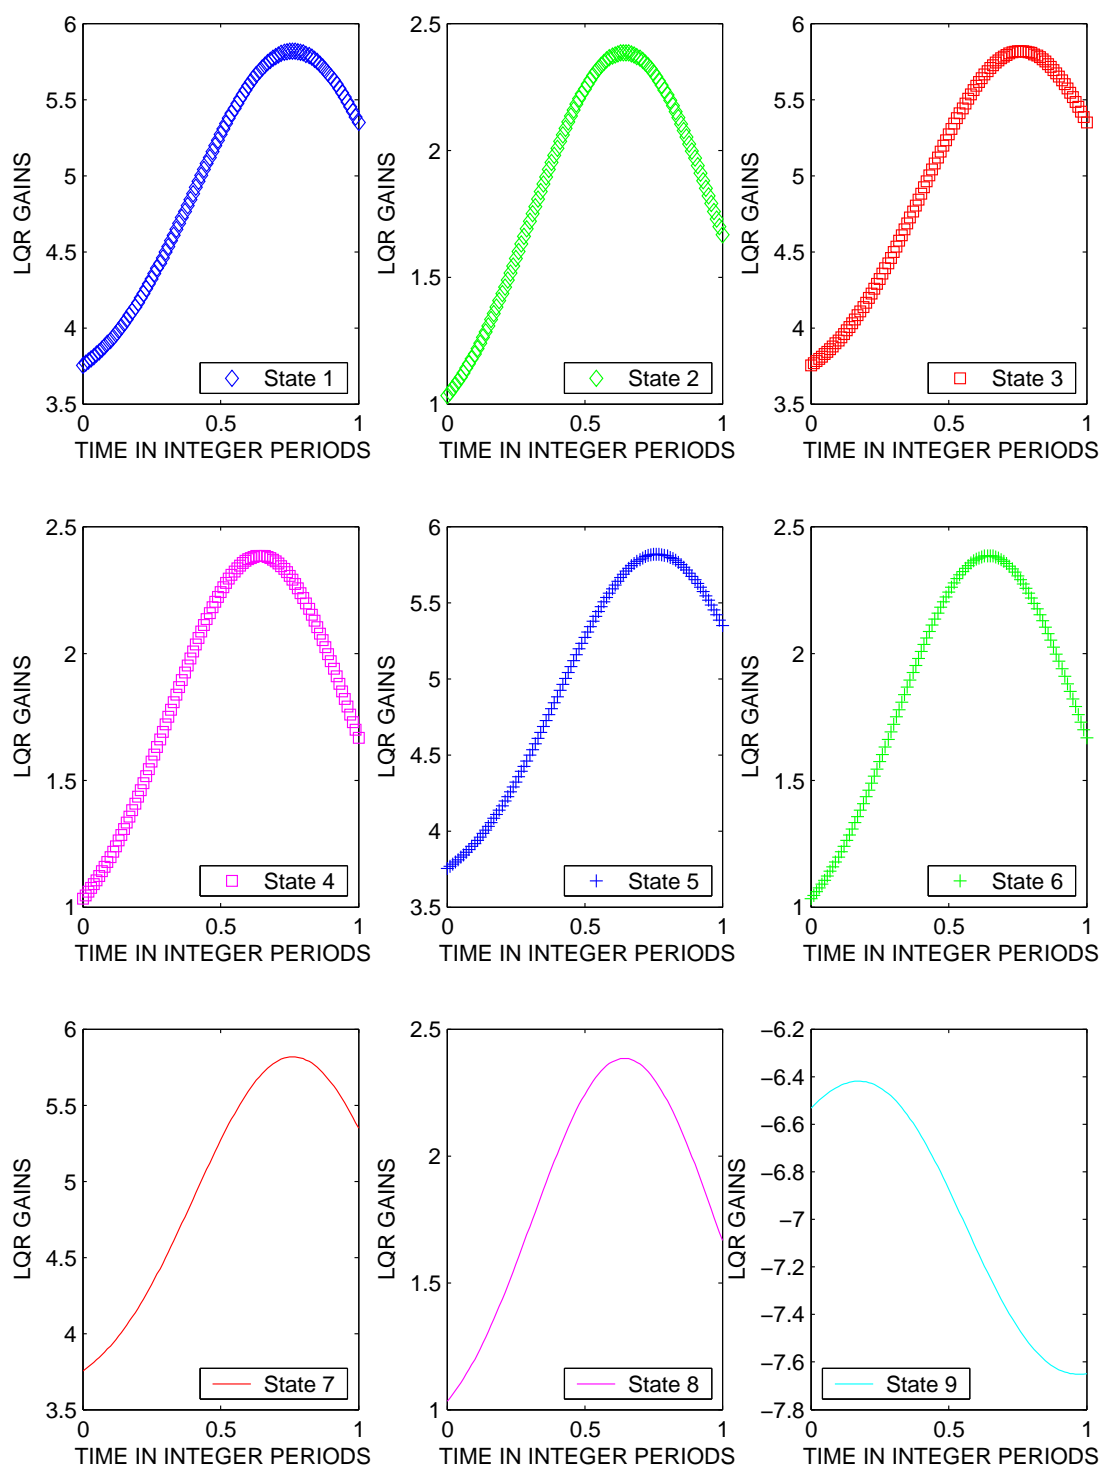 6
5.5
5
4.5
4
3.5
0
0.5
1
LQR GAINS
State 1
TIME IN INTEGER PERIODS
2.5
2
1.5
1
0
0.5
1
LQR GAINS
State 2
TIME IN INTEGER PERIODS
6
5.5
5
4.5
4
3.5
0
0.5
1
LQR GAINS
State 3
TIME IN INTEGER PERIODS
2.5
2
1.5
1
0
0.5
1
LQR GAINS
State 4
TIME IN INTEGER PERIODS
6
5.5
5
4.5
4
3.5
0
0.5
1
LQR GAINS
State 5
TIME IN INTEGER PERIODS
2.5
2
1.5
1
0
0.5
1
LQR GAINS
State 6
TIME IN INTEGER PERIODS
6
5.5
5
4.5
4
3.5
0
0.5
1
LQR GAINS
State 7
TIME IN INTEGER PERIODS
2.5
2
1.5
1
0
0.5
1
LQR GAINS
State 8
TIME IN INTEGER PERIODS
−6.2
−6.4
−6.6
−6.8
−7
−7.2
−7.4
−7.6
−7.8
0
0.5
1
LQR GAINS
State 9
TIME IN INTEGER PERIODS